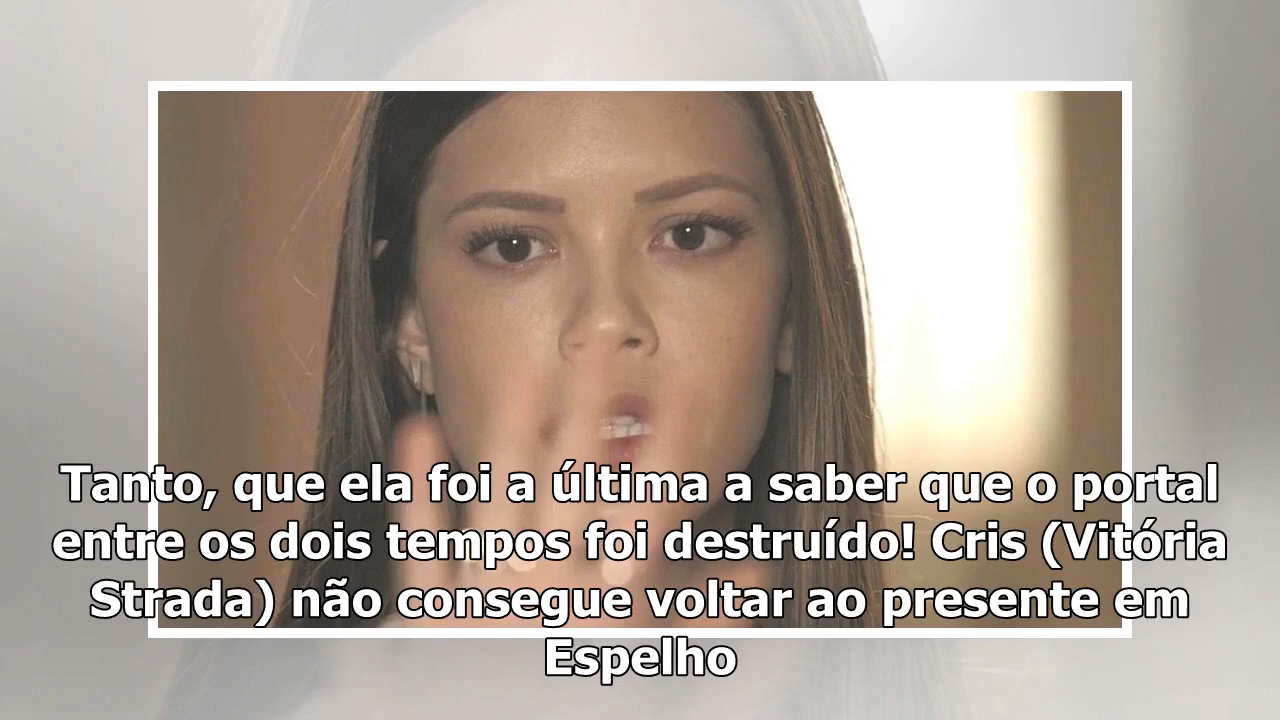 Tanto, que ela foi a última a saber que o portal
entre os dois tempos foi destruído! Cris (Vitória
Strada) não consegue voltar ao presente em
Espelho